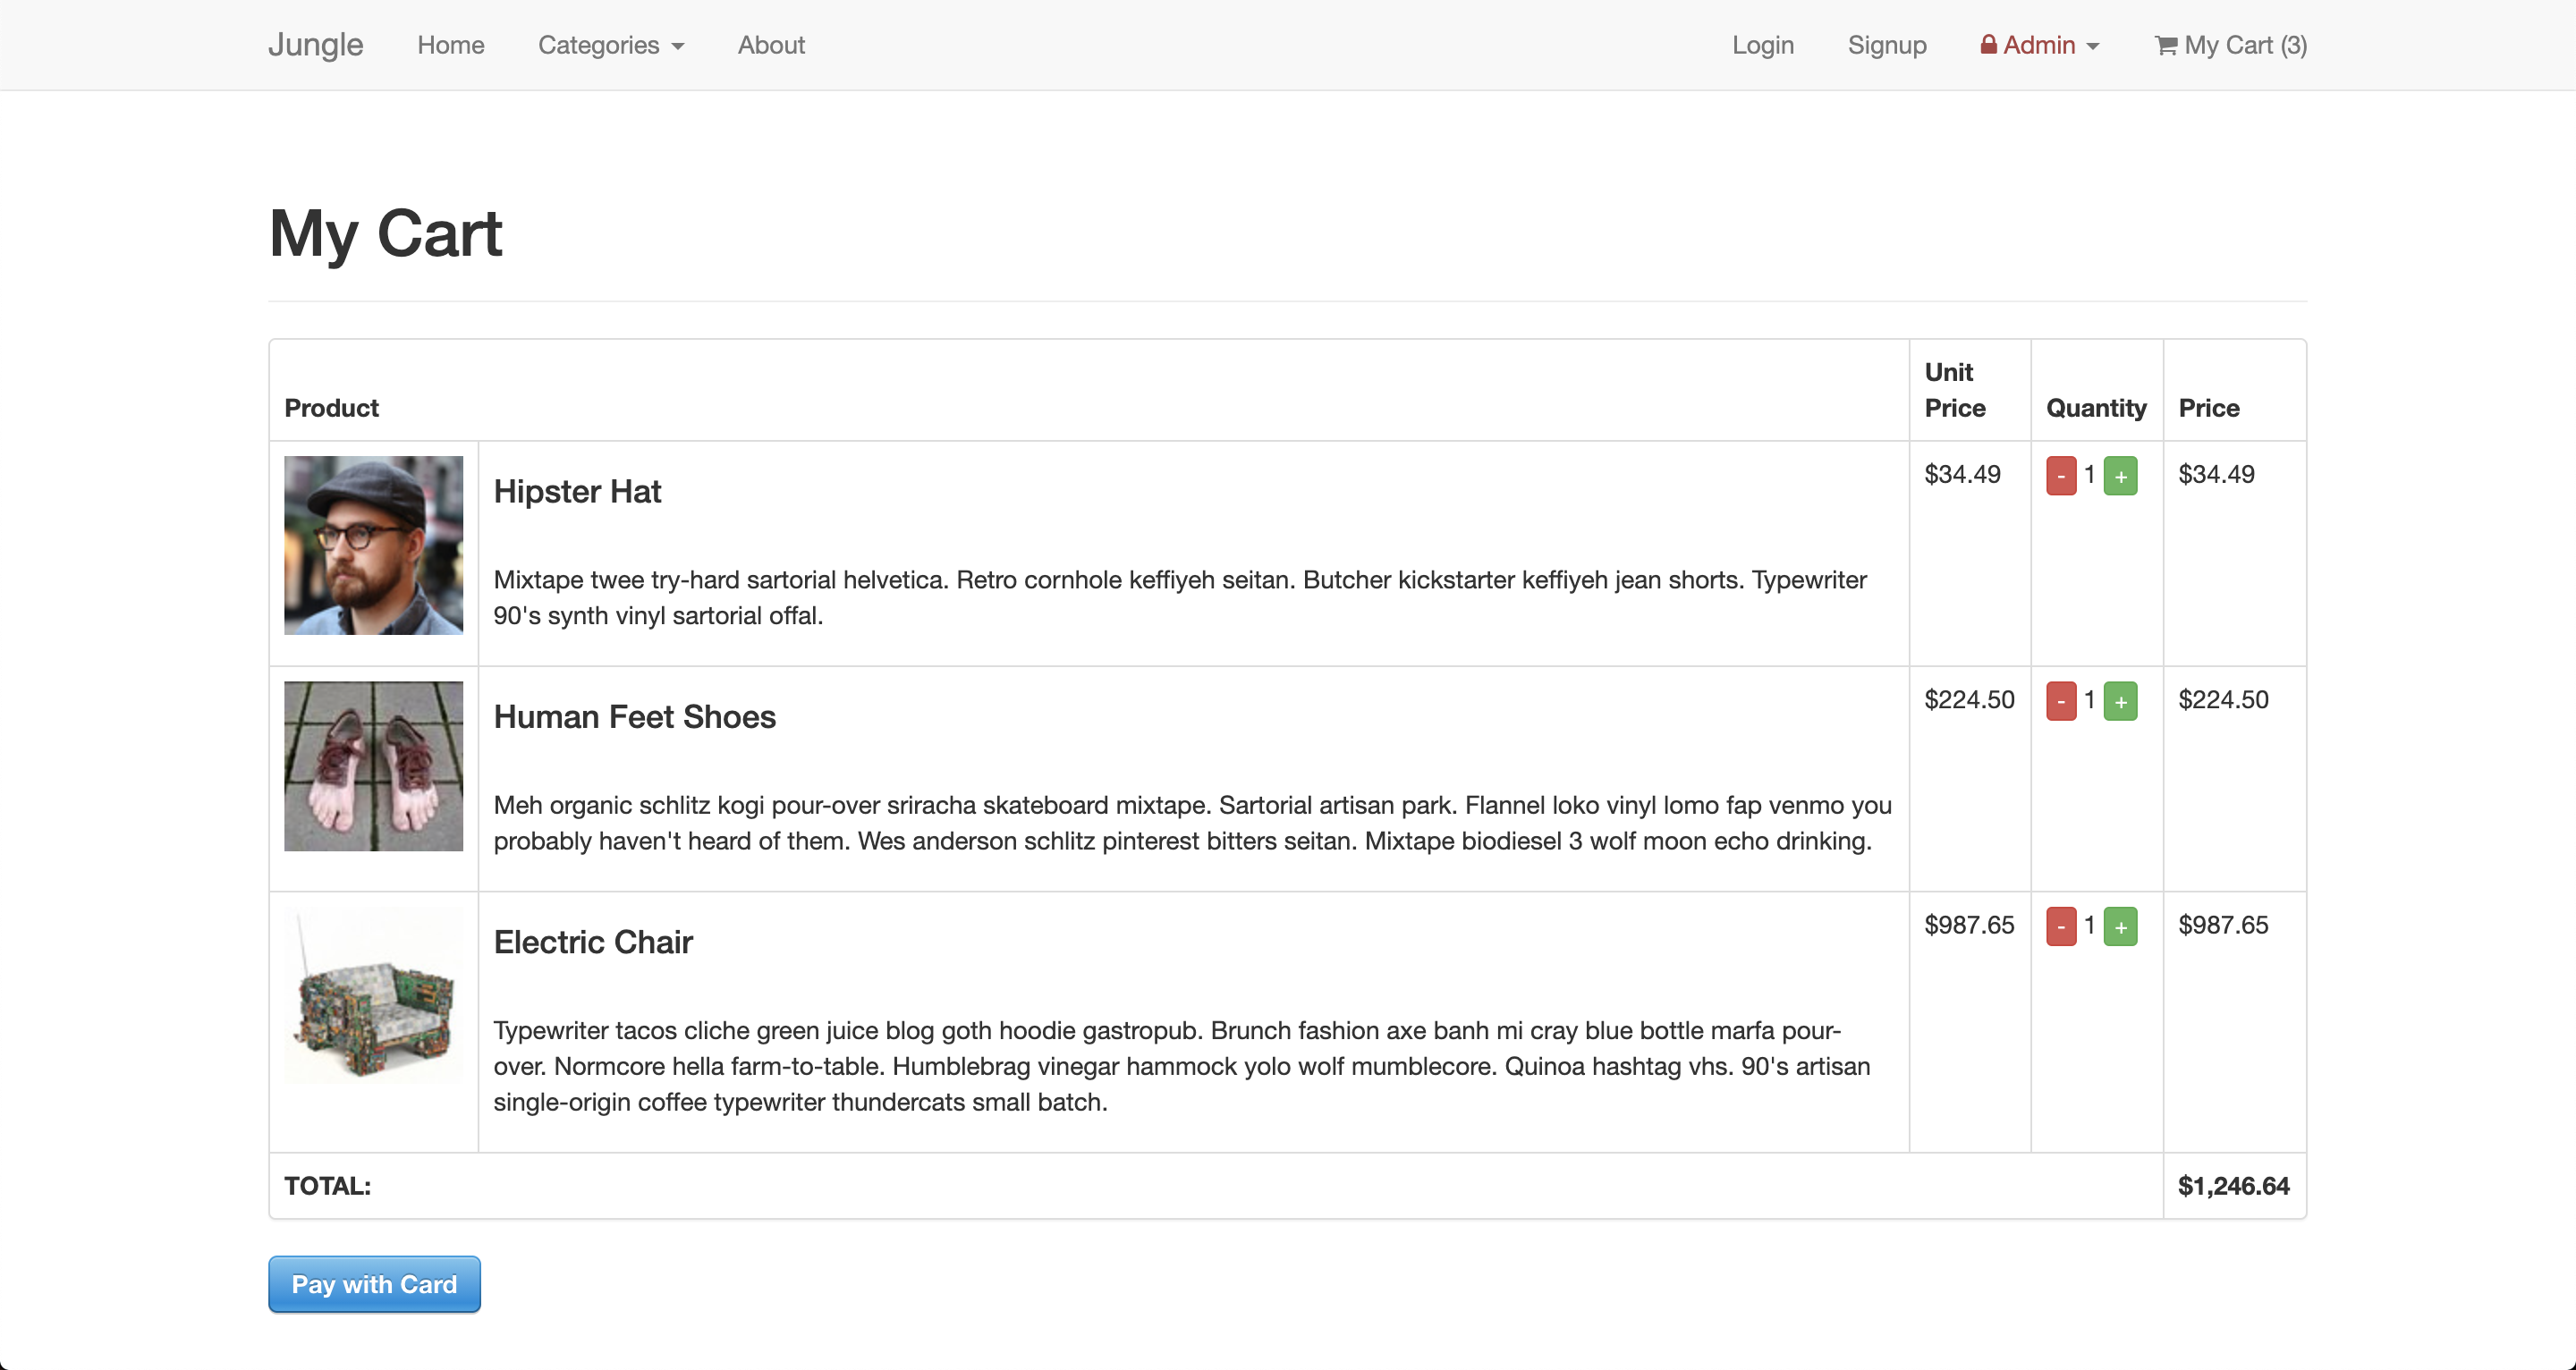 Jungle Home Categories About Login Signup Admin My Cart (3)
My Cart
Product Unit Price Quantity Price
Hipster Hat $34.49 - 1 + $34.49
Mixtape twee try-hard sartorial helvetica. Retro cornhole keffiyeh seitan. Butcher kickstarter keffiyeh jean shorts. Typewriter
90's synth vinyl sartorial offal.
Human Feet Shoes $224.50 - 1 + $224.50
Meh organic schlitz kogi pour-over sriracha skateboard mixtape. Sartorial artisan park. Flannel loko vinyl lomo fap venmo you
probably haven't heard of them. Wes anderson schlitz pinterest bitters seitan. Mixtape biodiesel 3 wolf moon echo drinking.
Electric Chair $987.65 - 1 + $987.65
Typewriter tacos cliche green juice blog goth hoodie gastropub. Brunch fashion axe banh mi cray blue bottle marfa pour-
over. Normcore hella farm-to-table. Humblebrag vinegar hammock yolo wolf mumblecore. Quinoa hashtag vhs. 90's artisan
single-origin coffee typewriter thundercats small batch.
TOTAL: $1,246.64
Pay with Card